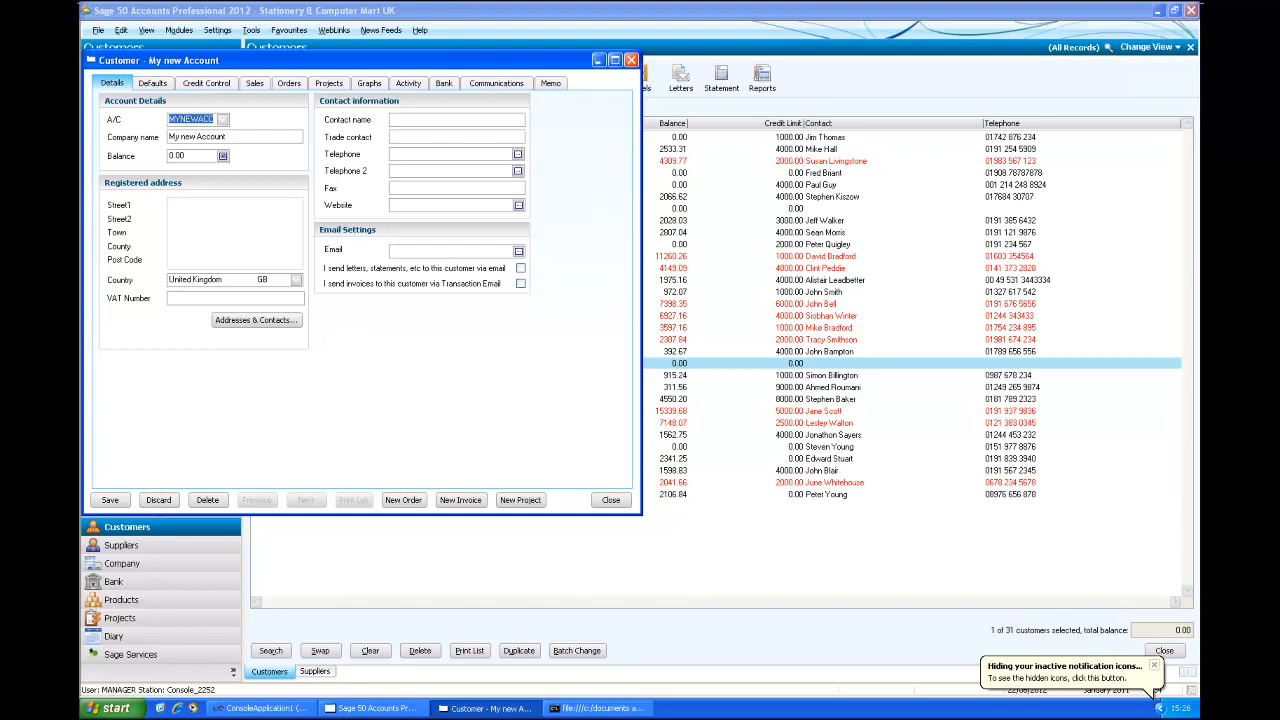 Sage 50 Accounts Professional 2012 - Stationery & Computer Mart UK
File Edit View Modules Settings Tools Favourites WebLinks News Feeds Help
Customers Customers (All Records) Change View
Customer - My new Account
Details Defaults Credit Control Sales Orders Projects Graphs Activity Bank Communications Memo
Letters Statement Reports
Account Details
A/C MYNEWACC
Company name My new Account
Balance 0.00
Registered address
Street1
Street2
Town
County
Post Code
Country United Kingdom GB
VAT Number
Addresses & Contacts...
Contact information
Contact name
Trade contact
Telephone
Telephone 2
Fax
Website
Email Settings
Email
I send letters, statements, etc to this customer via email
I send invoices to this customer via Transaction Email
Save Discard Delete Previous Next Print List New Order New Invoice New Project Close
Balance Credit Limit Contact Telephone
0.00 1000.00 Jim Thomas 01742 876 234
2533.31 4000.00 Mike Hall 0191 254 5909
4309.77 2000.00 Susan Livingstone 01983 567 123
0.00 0.00 Fred Briant 01908 78787878
0.00 4000.00 Paul Guy 001 214 248 8924
2066.62 4000.00 Stephen Kiszow 017684 30707
0.00 0.00
2028.03 3000.00 Jeff Walker 0191 385 6432
2807.04 4000.00 Sean Morris 0191 121 9876
0.00 2000.00 Peter Quigley 0191 234 567
11260.26 1000.00 David Bradford 01603 354564
4149.09 4000.00 Clint Peddie 0141 373 2828
1975.16 4000.00 Alistair Leadbatter 00 49 531 3443334
972.07 1000.00 John Smith 01327 617 542
7398.35 6000.00 John Bell 0191 676 5656
6927.16 4000.00 Siobhan Winter 01244 343433
3597.16 1000.00 Mike Bradford 01754 234 895
2307.84 2000.00 Tracy Smithson 01981 674 234
392.67 4000.00 John Bampton 01789 656 556
0.00 0.00
915.24 1000.00 Simon Billington 0987 678 234
311.56 9000.00 Ahmed Roumani 01249 265 9874
4550.20 8000.00 Stephen Baker 0181 789 2323
15339.68 5000.00 Jane Scott 0191 937 9836
7148.07 2500.00 Lesley Walton 0121 383 0345
1562.75 4000.00 Jonathon Sayers 01244 453 232
0.00 0.00 Steven Young 0151 977 8876
2341.25 0.00 Edward Stuart 0191 839 3940
1598.83 4000.00 John Blair 0191 567 2345
2041.66 2000.00 June Whitehouse 0678 234 5678
2106.84 0.00 Peter Young 08976 656 878
Customers
Suppliers
Company
Bank
Products
Projects
Diary
Sage Services
1 of 31 customers selected, total balance: 0.00
Search Swap Clear Delete Print List Duplicate Batch Change Close
Customers Suppliers
Hiding your inactive notification icons...
To see the hidden icons, click this button.
User: MANAGER Station: Console_2252
start ConsoleApplication1 (... Sage 50 Accounts Pr... Customer - My new A... file:///c:/documents a... 15:26